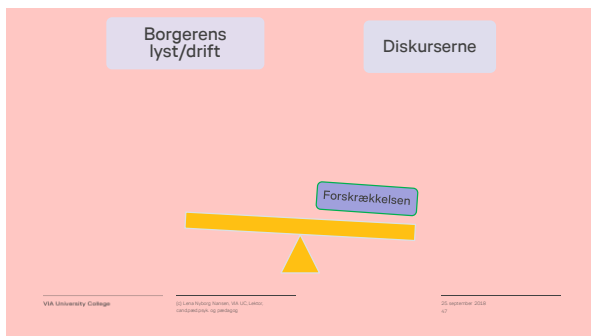 Borgerens
lyst/drift
Diskurserne
Forskrækkelsen
VIA University College
(c) Lena Nyborg Nansen, VIA UC, Lektor,
cand.pæd.psyk. og pædagog
25 september 2018
47